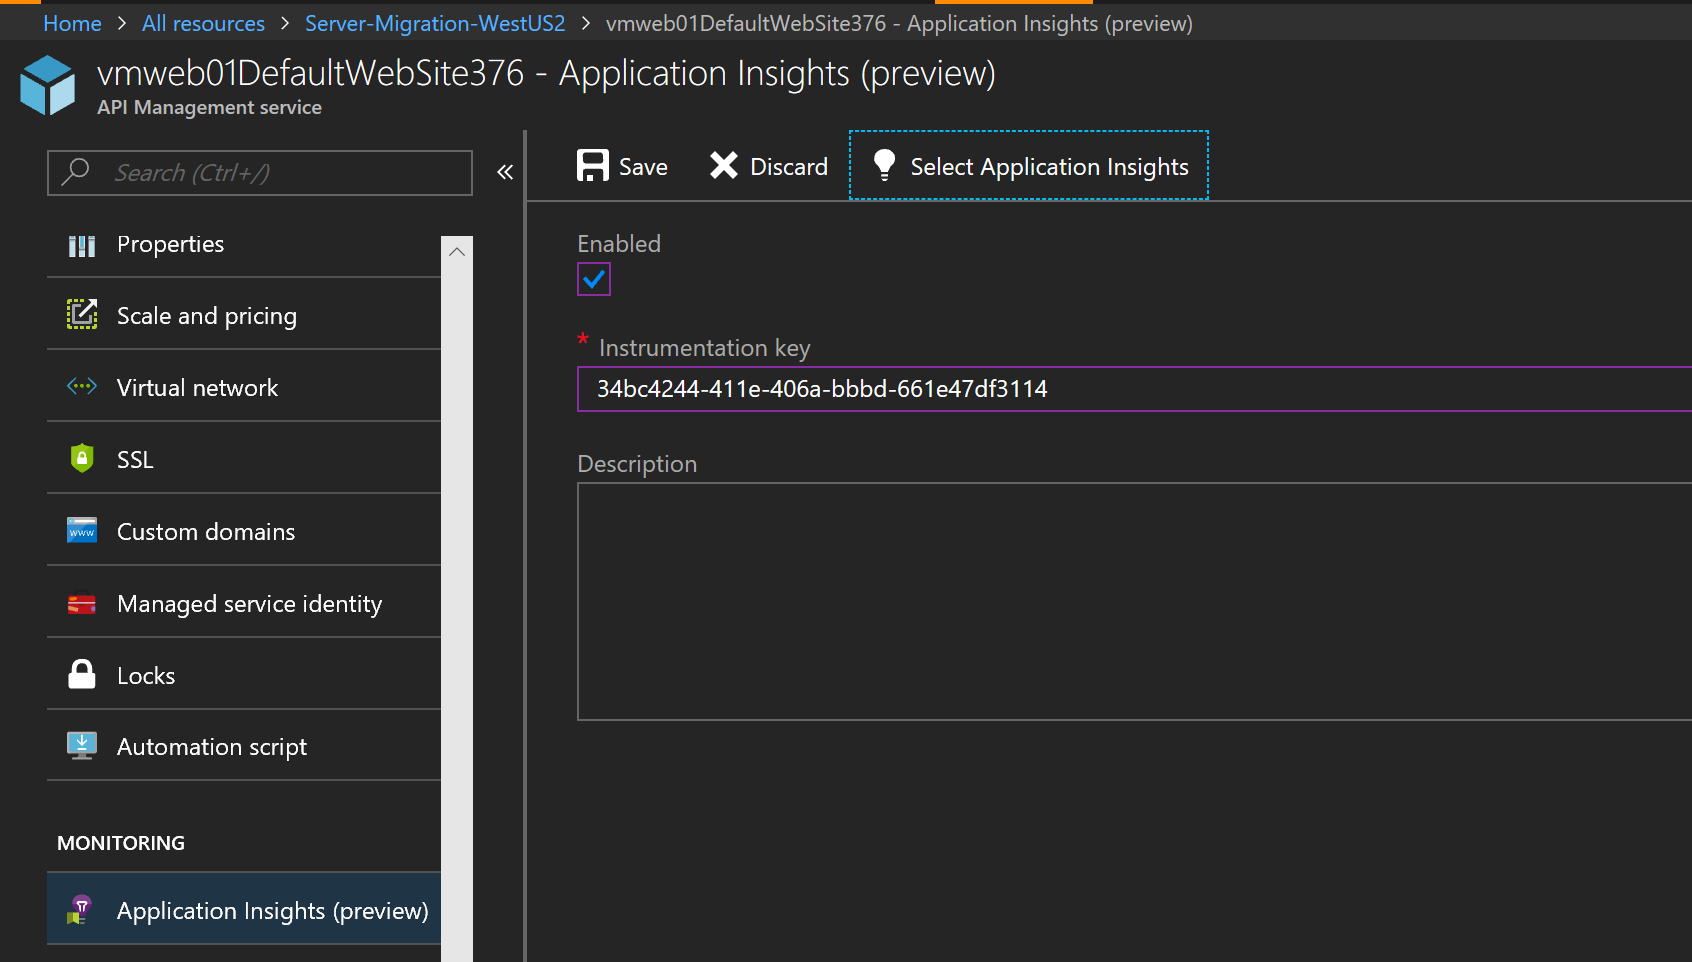 Home > All resources > Server-Migration-WestUS2 > vmweb01DefaultWebSite376 - Application Insights (preview)
vmweb01DefaultWebSite376 - Application Insights (preview)
API Management service
Search (Ctrl+/)
«
Properties
Scale and pricing
Virtual network
SSL
www
Custom domains
Managed service identity
Locks
Automation script
MONITORING
Application Insights (preview)
Save
Discard
Select Application Insights
Enabled
* Instrumentation key
34bc4244-411e-406a-bbbd-661e47df3114
Description